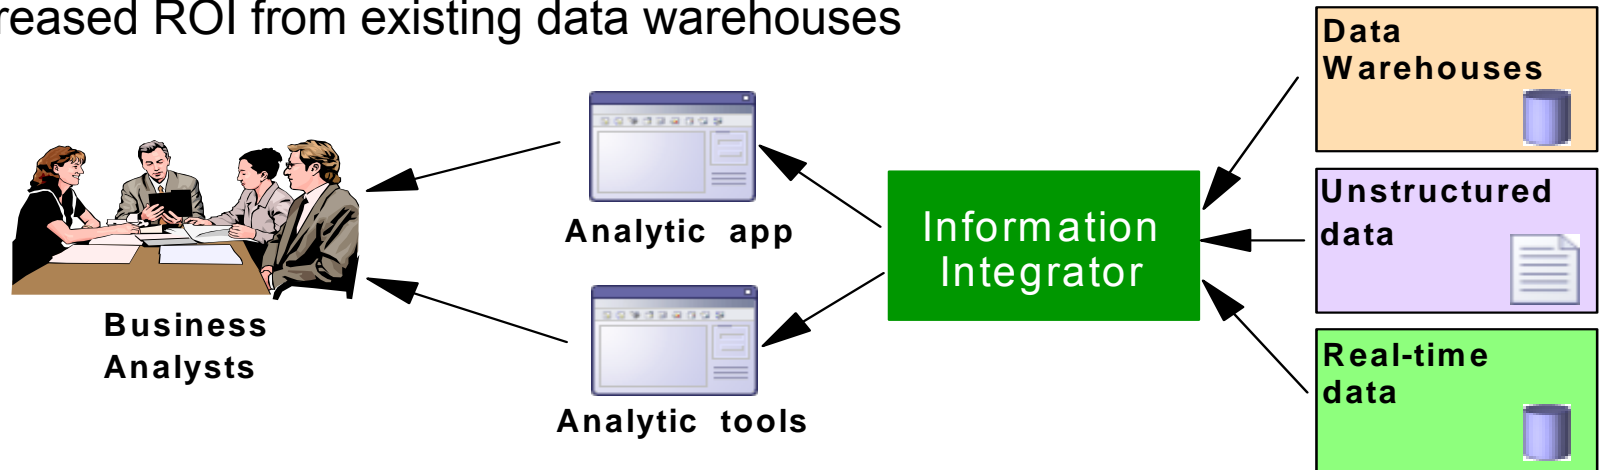 reased ROI from existing data warehouses
Data
Warehouses
Unstructured
data
Real-time
data
Information
Integrator
Analytic app
Analytic tools
Business
Analysts